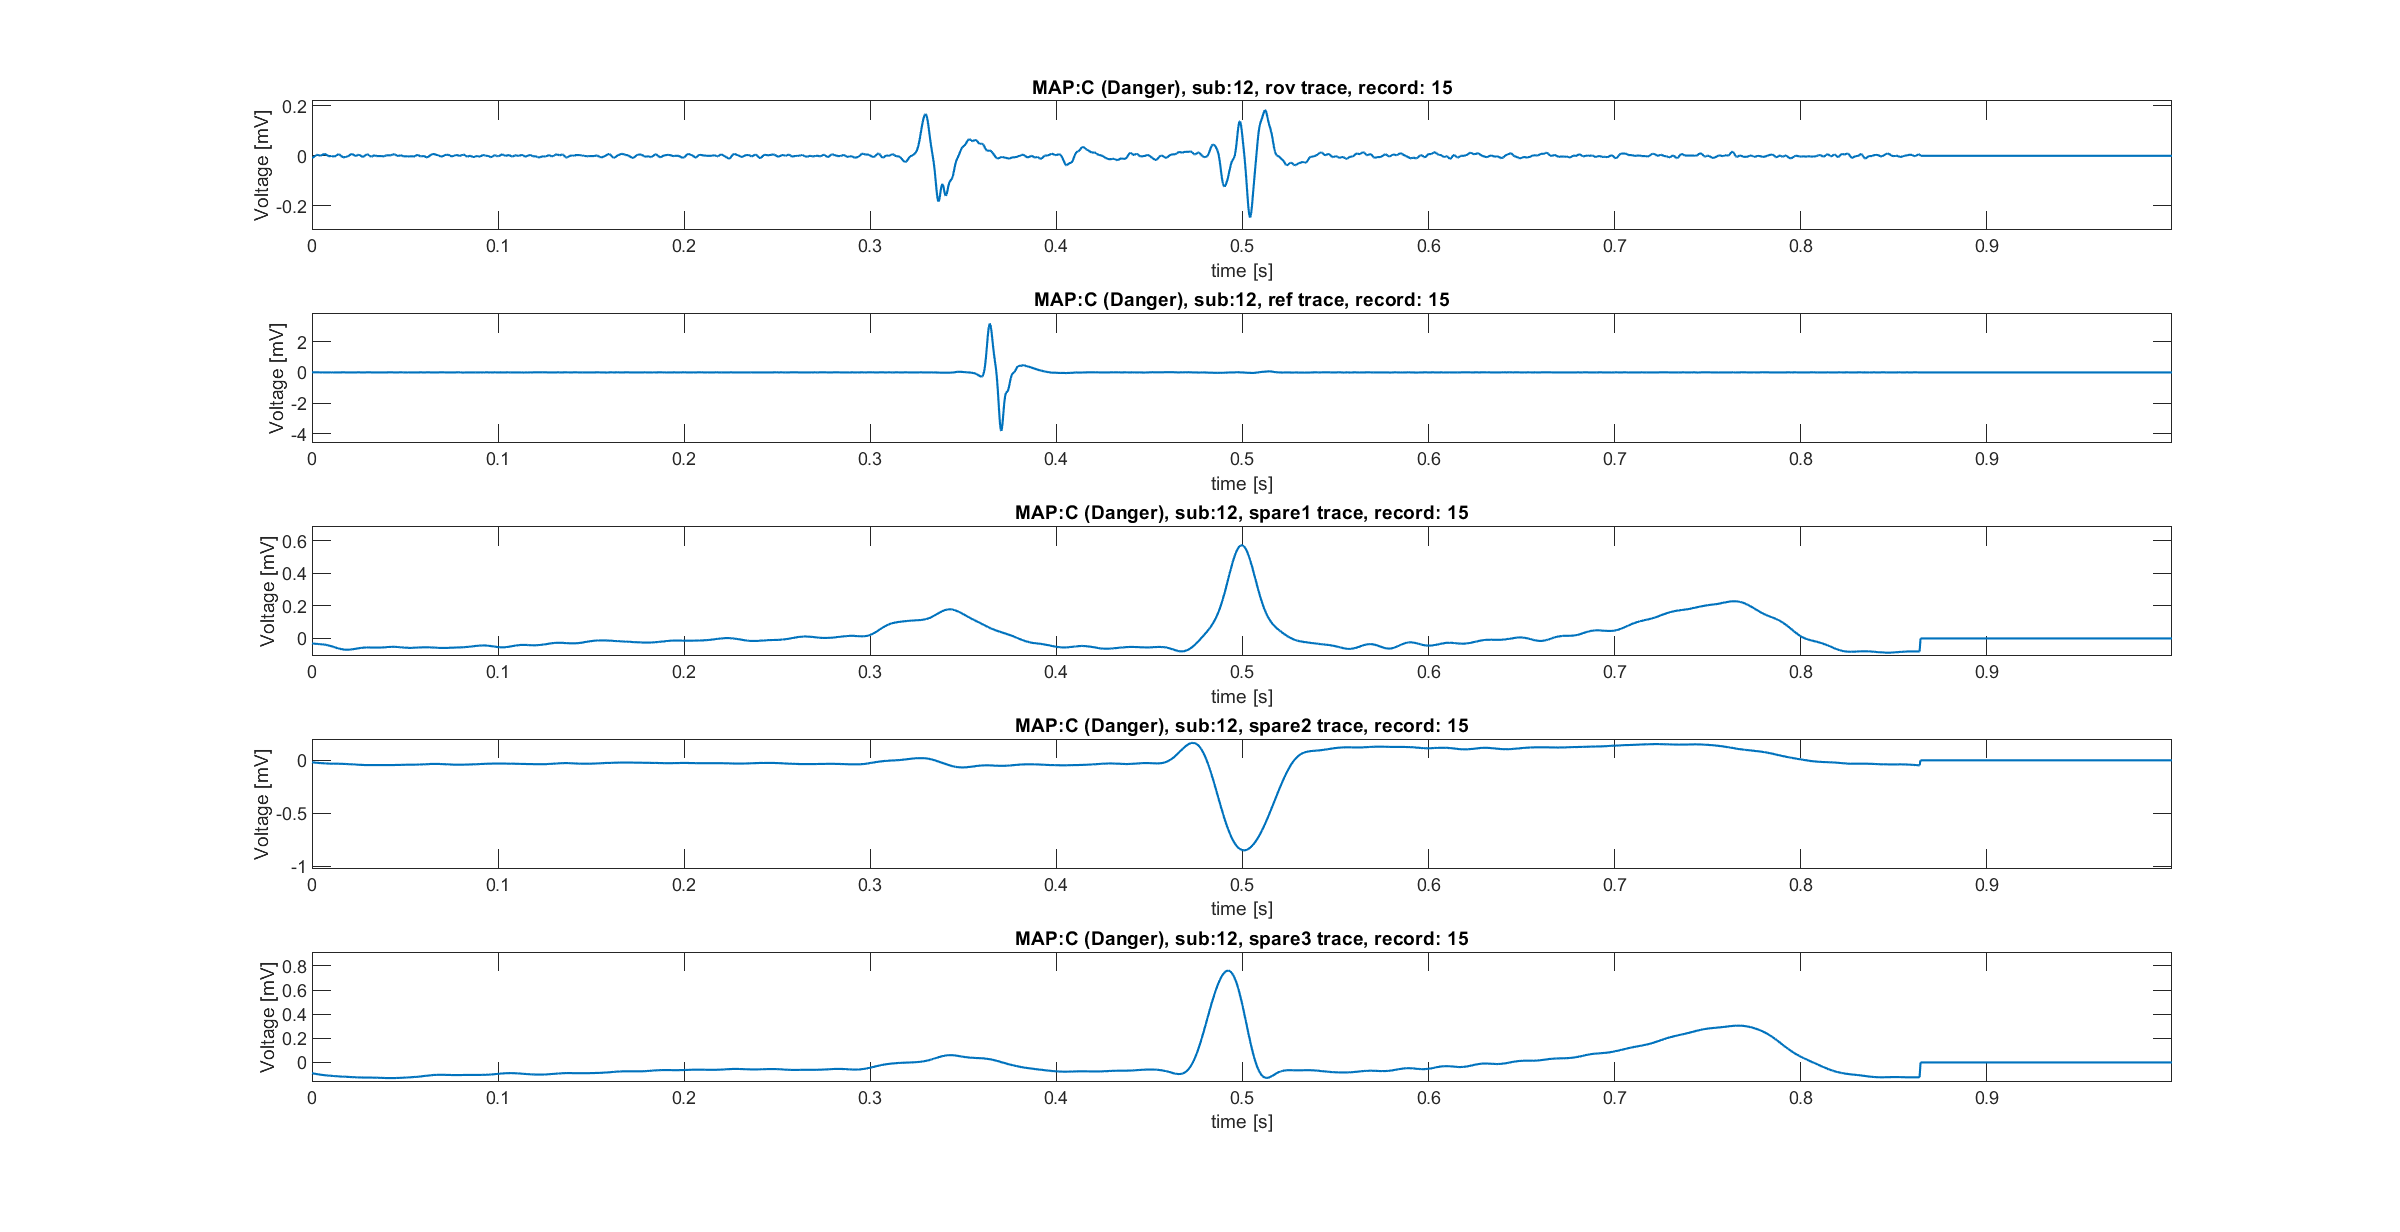 MAP:C (Danger), sub:12, rov trace, record: 15
Voltage [mV]
0.2
0
-0.2
0 0.1 0.2 0.3 0.4 0.5 0.6 0.7 0.8 0.9
time [s]
MAP:C (Danger), sub:12, ref trace, record: 15
Voltage [mV]
2
0
-2
-4
0 0.1 0.2 0.3 0.4 0.5 0.6 0.7 0.8 0.9
time [s]
MAP:C (Danger), sub:12, spare1 trace, record: 15
Voltage [mV]
0.6
0.4
0.2
0
0 0.1 0.2 0.3 0.4 0.5 0.6 0.7 0.8 0.9
time [s]
MAP:C (Danger), sub:12, spare2 trace, record: 15
Voltage [mV]
0
-0.5
-1
0 0.1 0.2 0.3 0.4 0.5 0.6 0.7 0.8 0.9
time [s]
MAP:C (Danger), sub:12, spare3 trace, record: 15
Voltage [mV]
0.8
0.6
0.4
0.2
0
0 0.1 0.2 0.3 0.4 0.5 0.6 0.7 0.8 0.9
time [s]